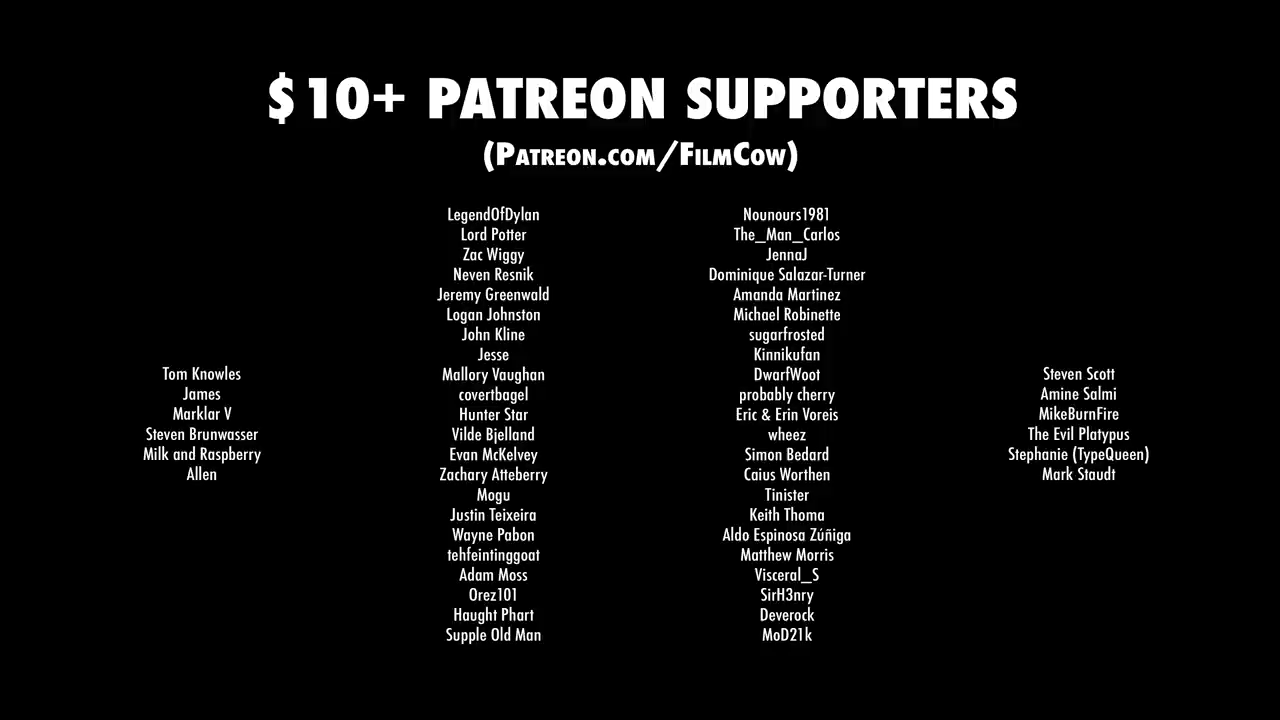 $10+ PATREON SUPPORTERS
(PATREON.COM/FILMCOW)
Tom Knowles
James
Marklar V
Steven Brunwasser
Milk and Raspberry
Allen
LegendOfDylan
Lord Potter
Zac Wiggy
Neven Resnik
Jeremy Greenwald
Logan Johnston
John Kline
Jesse
Mallory Vaughan
covertbagel
Hunter Star
Vilde Bjelland
Evan McKelvey
Zachary Atteberry
Mogu
Justin Teixeira
Wayne Pabon
tehfeintinggoat
Adam Moss
Orez101
Haught Phart
Supple Old Man
Nounours1981
The_Man_Carlos
JennaJ
Dominique Salazar-Turner
Amanda Martinez
Michael Robinette
sugarfrosted
Kinnikufan
DwarfWoot
probably cherry
Eric & Erin Voreis
wheez
Simon Bedard
Caius Worthen
Tinister
Keith Thoma
Aldo Espinosa Zúñiga
Matthew Morris
Visceral_S
SirH3nry
Deverock
MoD21k
Steven Scott
Amine Salmi
MikeBurnFire
The Evil Platypus
Stephanie (TypeQueen)
Mark Staudt